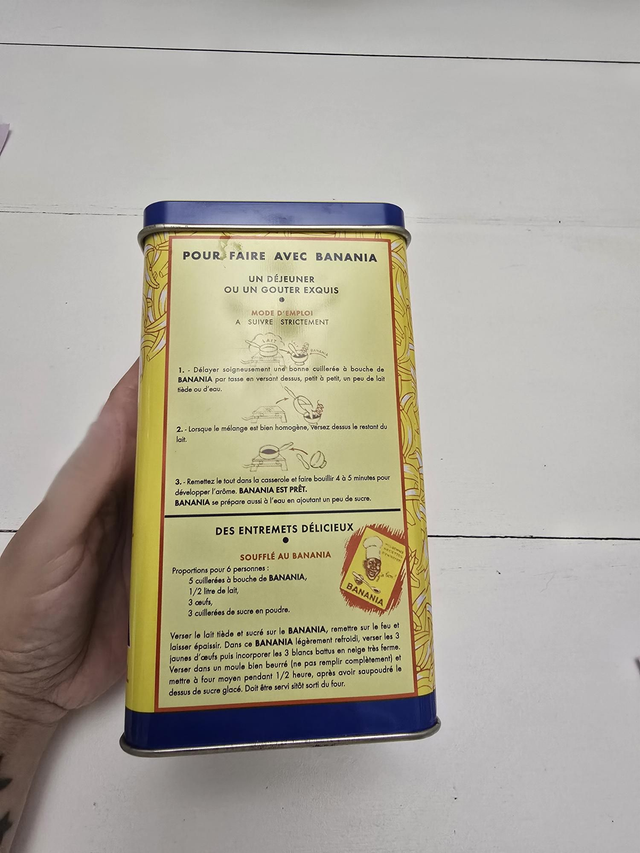 POUR FAIRE AVEC BANANIA
UN DÉJEUNER
OU UN GOUTER EXQUIS
MODE D'EMPLOI
A SUIVRE STRICTEMENT
LAIT
BANANIA
1. - Délayer soigneusement une bonne cuillerée à bouche de
BANANIA par tasse en versant dessus, petit à petit, un peu de lait
tiède ou d'eau.
2. - Lorsque le mélange est bien homogène, versez dessus le restant du
lait.
3. - Remettez le tout dans la casserole et faire bouillir 4 à 5 minutes pour
développer l'arôme. BANANIA EST PRÊT.
BANANIA se prépare aussi à l'eau en ajoutant un peu de sucre.
DES ENTREMETS DÉLICIEUX
SOUFFLÉ AU BANANIA
Proportions pour 6 personnes :
5 cuillerées à bouche de BANANIA,
1/2 litre de lait,
3 œufs,
3 cuillerées de sucre en poudre.
BANANIA
Verser le lait tiède et sucré sur le BANANIA, remettre sur le feu et
laisser épaissir. Dans ce BANANIA légèrement refroidi, verser les 3
jaunes d'œufs puis incorporer les 3 blancs battus en neige très ferme.
Verser dans un moule bien beurré (ne pas remplir complètement) et
mettre à four moyen pendant 1/2 heure, après avoir saupoudré le
dessus de sucre glacé. Doit être servi sitôt sorti du four.